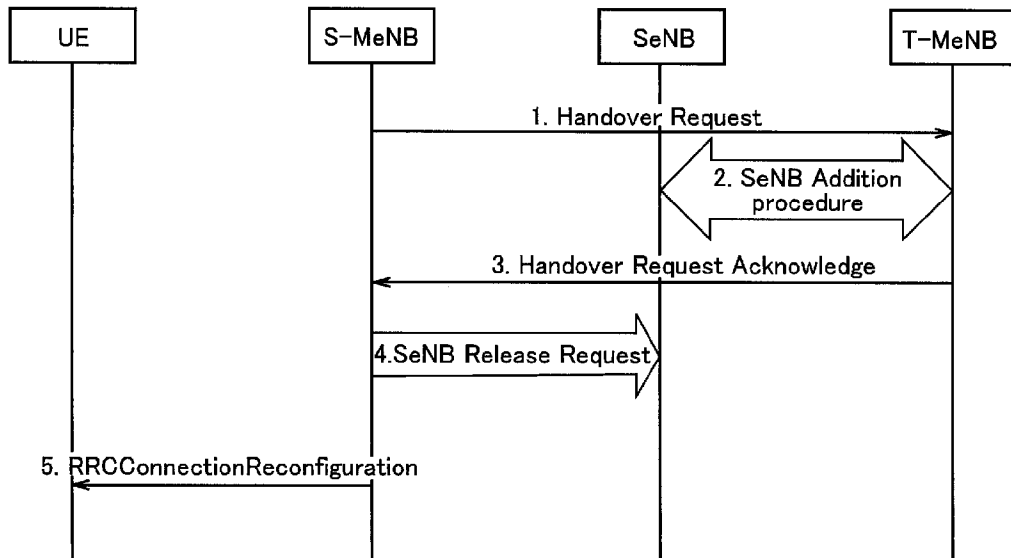 UE
S-MeNB
SeNB
T-MeNB
1. Handover Request
2. SeNB Addition
procedure
3. Handover Request Acknowledge
4.SeNB Release Request
5. RRCConnectionReconfiguration